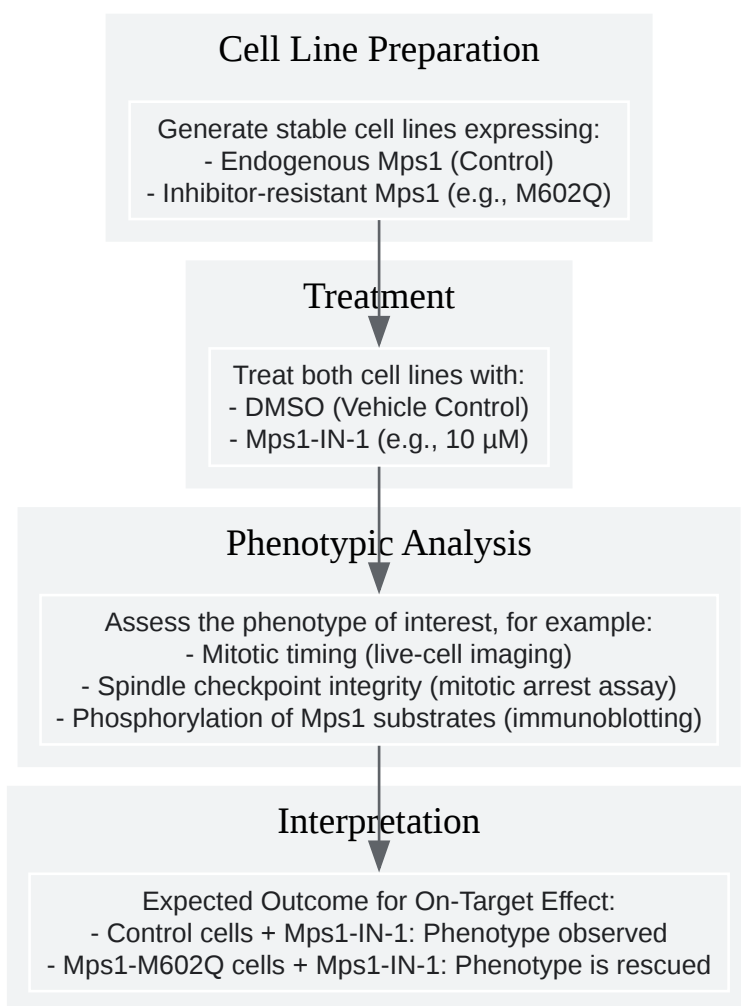 Cell Line Preparation
Generate stable cell lines expressing:
- Endogenous Mps1 (Control)
- Inhibitor-resistant Mps1 (e.g., M602Q)
Treatment
Treat both cell lines with:
- DMSO (Vehicle Control)
- Mps1-IN-1 (e.g., 10 µM)
Phenotypic Analysis
Assess the phenotype of interest, for example:
- Mitotic timing (live-cell imaging)
- Spindle checkpoint integrity (mitotic arrest assay)
- Phosphorylation of Mps1 substrates (immunoblotting)
Interpretation
Expected Outcome for On-Target Effect:
- Control cells + Mps1-IN-1: Phenotype observed
- Mps1-M602Q cells + Mps1-IN-1: Phenotype is rescued